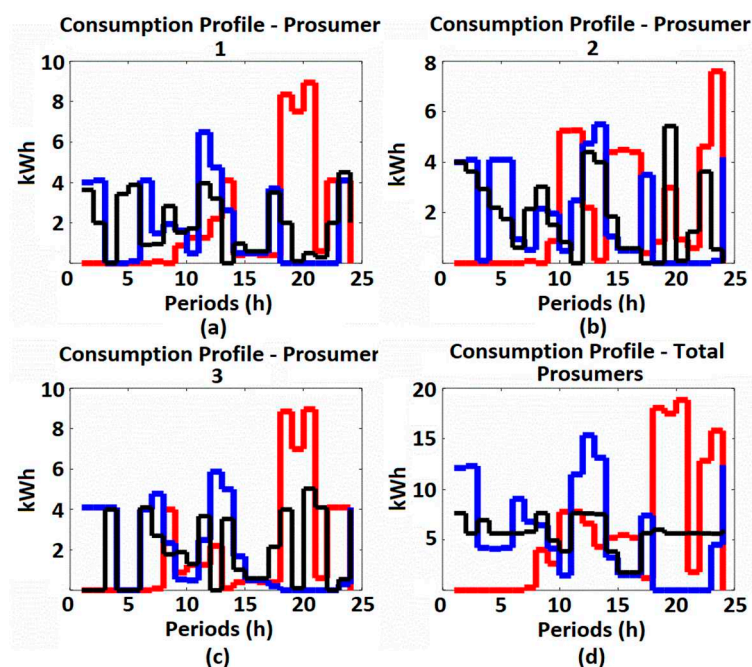 Consumption Profile - Prosumer
1
10
8
6
4
2
kWh
0 5 10 15 20 25
Periods (h)
(a)
Consumption Profile - Prosumer
2
8
6
4
2
kWh
0 5 10 15 20 25
Periods (h)
(b)
Consumption Profile - Prosumer
3
10
8
6
4
2
kWh
0 5 10 15 20 25
Periods (h)
(c)
Consumption Profile - Total
Prosumers
20
15
10
5
kWh
0 5 10 15 20 25
Periods (h)
(d)